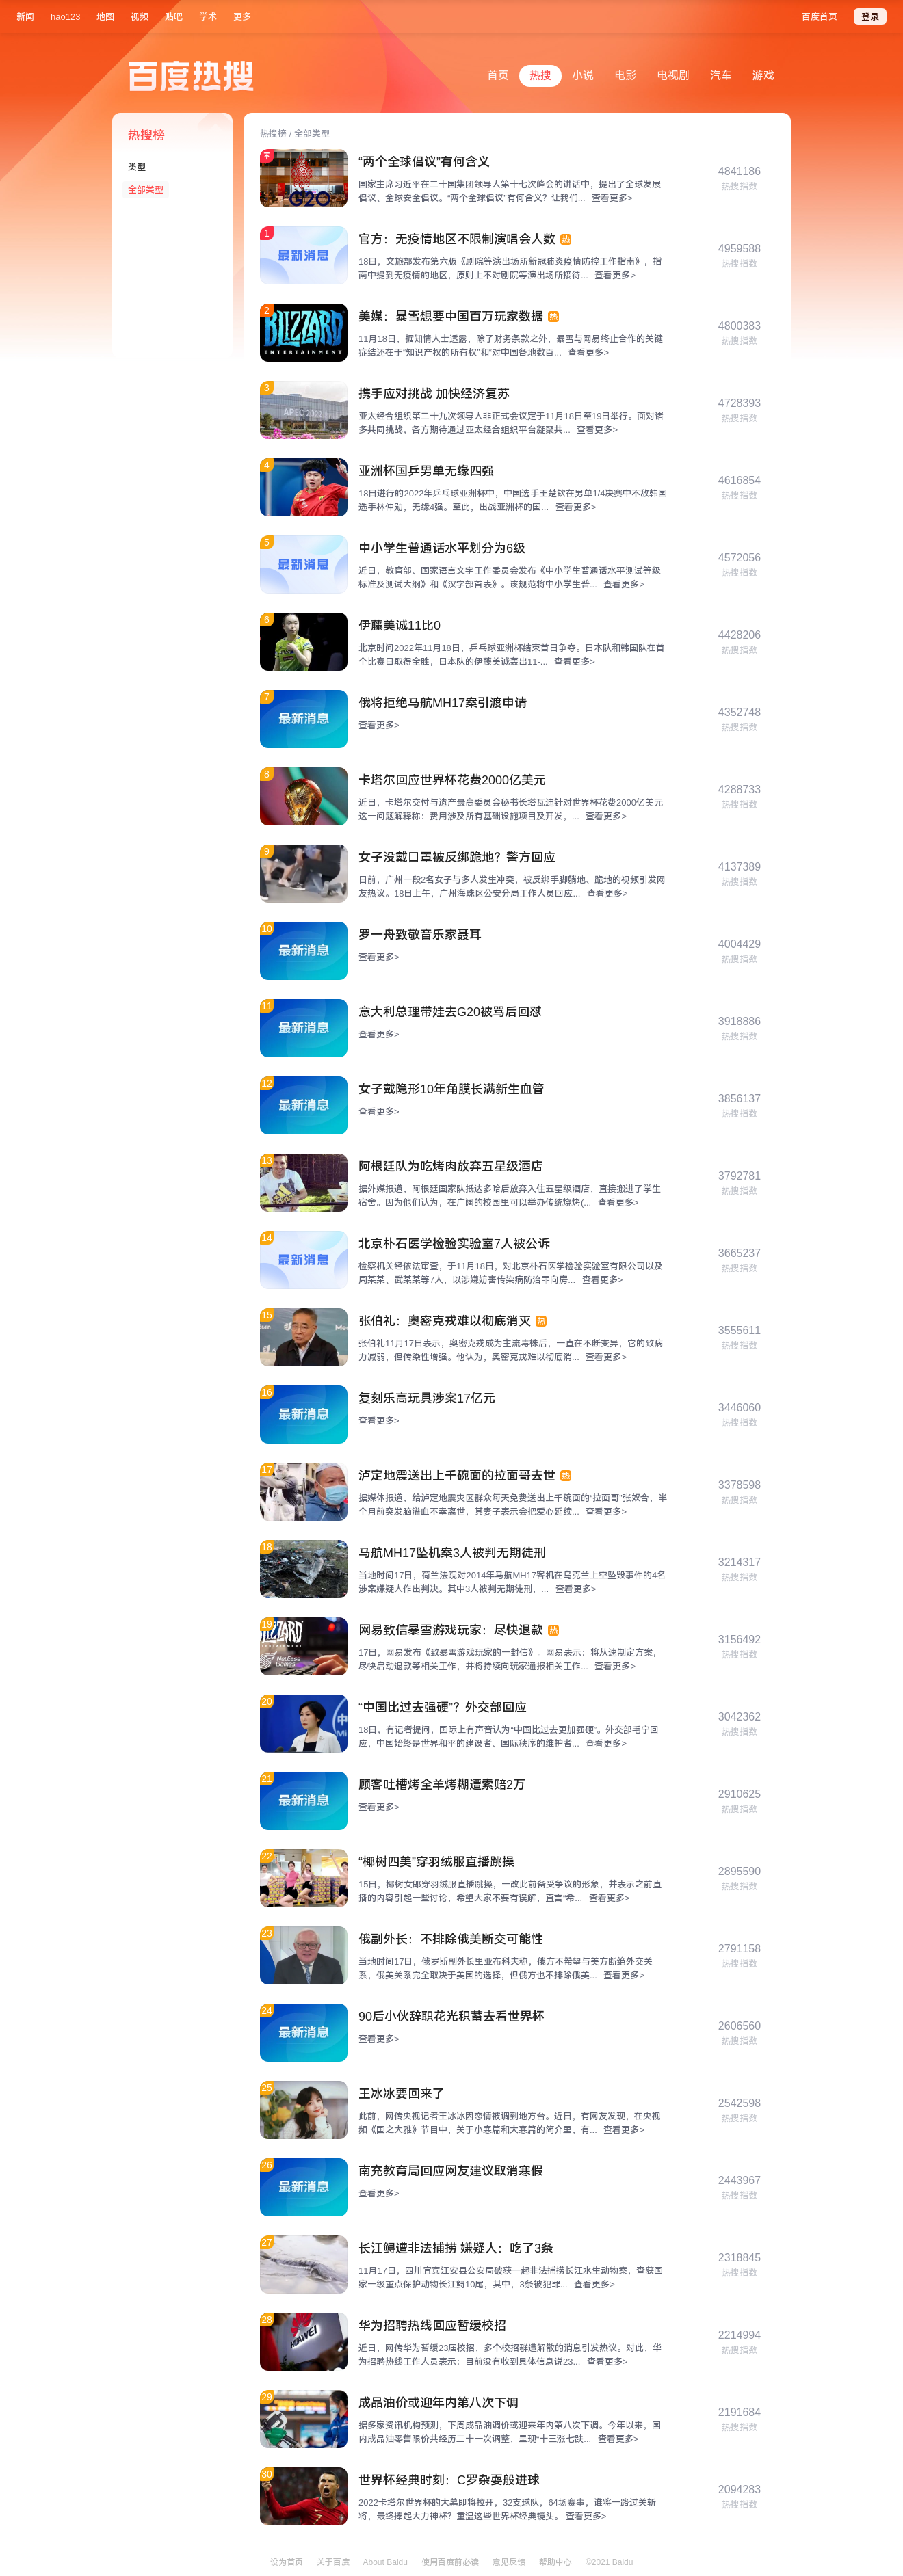 新闻 hao123 地图 视频 贴吧 学术 更多 百度首页 登录
百度热搜 首页 热搜 小说 电影 电视剧 汽车 游戏
热搜榜
类型
全部类型
热搜榜 / 全部类型
G20
“两个全球倡议”有何含义
国家主席习近平在二十国集团领导人第十七次峰会的讲话中，提出了全球发展
倡议、全球安全倡议。“两个全球倡议”有何含义？让我们... 查看更多>
4841186
热搜指数
1
最新消息
官方：无疫情地区不限制演唱会人数 热
18日，文旅部发布第六版《剧院等演出场所新冠肺炎疫情防控工作指南》，指
南中提到无疫情的地区，原则上不对剧院等演出场所接待... 查看更多>
4959588
热搜指数
2
BLIZZARD
ENTERTAINMENT
美媒：暴雪想要中国百万玩家数据 热
11月18日，据知情人士透露，除了财务条款之外，暴雪与网易终止合作的关键
症结还在于“知识产权的所有权”和“对中国各地数百... 查看更多>
4800383
热搜指数
3
APEC 2022
携手应对挑战 加快经济复苏
亚太经合组织第二十九次领导人非正式会议定于11月18日至19日举行。面对诸
多共同挑战，各方期待通过亚太经合组织平台凝聚共... 查看更多>
4728393
热搜指数
4
亚洲杯国乒男单无缘四强
18日进行的2022年乒乓球亚洲杯中，中国选手王楚钦在男单1/4决赛中不敌韩国
选手林仲勋，无缘4强。至此，出战亚洲杯的国... 查看更多>
4616854
热搜指数
5
最新消息
中小学生普通话水平划分为6级
近日，教育部、国家语言文字工作委员会发布《中小学生普通话水平测试等级
标准及测试大纲》和《汉字部首表》。该规范将中小学生普... 查看更多>
4572056
热搜指数
6
伊藤美诚11比0
北京时间2022年11月18日，乒乓球亚洲杯结束首日争夺。日本队和韩国队在首
个比赛日取得全胜，日本队的伊藤美诚轰出11-... 查看更多>
4428206
热搜指数
7
最新消息
俄将拒绝马航MH17案引渡申请
查看更多>
4352748
热搜指数
8
卡塔尔回应世界杯花费2000亿美元
近日，卡塔尔交付与遗产最高委员会秘书长塔瓦迪针对世界杯花费2000亿美元
这一问题解释称：费用涉及所有基础设施项目及开发，... 查看更多>
4288733
热搜指数
9
女子没戴口罩被反绑跪地？警方回应
日前，广州一段2名女子与多人发生冲突，被反绑手脚躺地、跪地的视频引发网
友热议。18日上午，广州海珠区公安分局工作人员回应... 查看更多>
4137389
热搜指数
10
最新消息
罗一舟致敬音乐家聂耳
查看更多>
4004429
热搜指数
11
最新消息
意大利总理带娃去G20被骂后回怼
查看更多>
3918886
热搜指数
12
最新消息
女子戴隐形10年角膜长满新生血管
查看更多>
3856137
热搜指数
13
阿根廷队为吃烤肉放弃五星级酒店
据外媒报道，阿根廷国家队抵达多哈后放弃入住五星级酒店，直接搬进了学生
宿舍。因为他们认为，在广阔的校园里可以举办传统烧烤(... 查看更多>
3792781
热搜指数
14
最新消息
北京朴石医学检验实验室7人被公诉
检察机关经依法审查，于11月18日，对北京朴石医学检验实验室有限公司以及
周某某、武某某等7人，以涉嫌妨害传染病防治罪向房... 查看更多>
3665237
热搜指数
15
张伯礼：奥密克戎难以彻底消灭 热
张伯礼11月17日表示，奥密克戎成为主流毒株后，一直在不断变异，它的致病
力减弱，但传染性增强。他认为，奥密克戎难以彻底消... 查看更多>
3555611
热搜指数
16
最新消息
复刻乐高玩具涉案17亿元
查看更多>
3446060
热搜指数
17
泸定地震送出上千碗面的拉面哥去世 热
据媒体报道，给泸定地震灾区群众每天免费送出上千碗面的“拉面哥”张奴合，半
个月前突发脑溢血不幸离世，其妻子表示会把爱心延续... 查看更多>
3378598
热搜指数
18
马航MH17坠机案3人被判无期徒刑
当地时间17日，荷兰法院对2014年马航MH17客机在乌克兰上空坠毁事件的4名
涉案嫌疑人作出判决。其中3人被判无期徒刑，... 查看更多>
3214317
热搜指数
19
NetEase Games
网易致信暴雪游戏玩家：尽快退款 热
17日，网易发布《致暴雪游戏玩家的一封信》。网易表示：将从速制定方案，
尽快启动退款等相关工作，并将持续向玩家通报相关工作... 查看更多>
3156492
热搜指数
20
“中国比过去强硬”？外交部回应
18日，有记者提问，国际上有声音认为“中国比过去更加强硬”。外交部毛宁回
应，中国始终是世界和平的建设者、国际秩序的维护者... 查看更多>
3042362
热搜指数
21
最新消息
顾客吐槽烤全羊烤糊遭索赔2万
查看更多>
2910625
热搜指数
22
“椰树四美”穿羽绒服直播跳操
15日，椰树女郎穿羽绒服直播跳操，一改此前备受争议的形象，并表示之前直
播的内容引起一些讨论，希望大家不要有误解，直言“希... 查看更多>
2895590
热搜指数
23
俄副外长：不排除俄美断交可能性
当地时间17日，俄罗斯副外长里亚布科夫称，俄方不希望与美方断绝外交关
系，俄美关系完全取决于美国的选择，但俄方也不排除俄美... 查看更多>
2791158
热搜指数
24
最新消息
90后小伙辞职花光积蓄去看世界杯
查看更多>
2606560
热搜指数
25
王冰冰要回来了
此前，网传央视记者王冰冰因恋情被调到地方台。近日，有网友发现，在央视
频《国之大雅》节目中，关于小寒篇和大寒篇的简介里，有... 查看更多>
2542598
热搜指数
26
最新消息
南充教育局回应网友建议取消寒假
查看更多>
2443967
热搜指数
27
长江鲟遭非法捕捞 嫌疑人：吃了3条
11月17日，四川宜宾江安县公安局破获一起非法捕捞长江水生动物案，查获国
家一级重点保护动物长江鲟10尾，其中，3条被犯罪... 查看更多>
2318845
热搜指数
28
HUAWEI
华为招聘热线回应暂缓校招
近日，网传华为暂缓23届校招，多个校招群遭解散的消息引发热议。对此，华
为招聘热线工作人员表示：目前没有收到具体信息说23... 查看更多>
2214994
热搜指数
29
成品油价或迎年内第八次下调
据多家资讯机构预测，下周成品油调价或迎来年内第八次下调。今年以来，国
内成品油零售限价共经历二十一次调整，呈现“十三涨七跌... 查看更多>
2191684
热搜指数
30
世界杯经典时刻：C罗杂耍般进球
2022卡塔尔世界杯的大幕即将拉开，32支球队，64场赛事，谁将一路过关斩
将，最终捧起大力神杯？重温这些世界杯经典镜头。 查看更多>
2094283
热搜指数
设为首页 关于百度 About Baidu 使用百度前必读 意见反馈 帮助中心 ©2021 Baidu